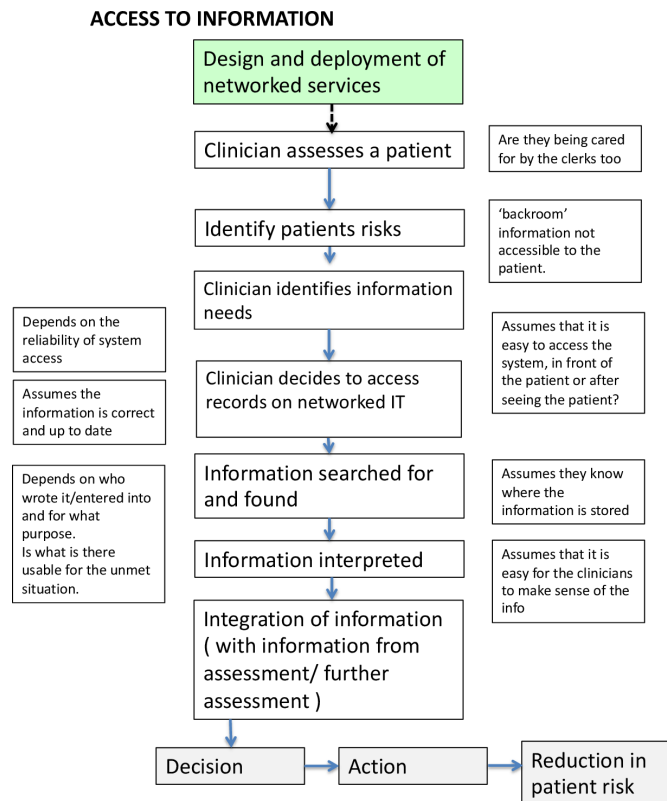 ACCESS TO INFORMATION
Design and deployment of
networked services
Clinician assesses a patient
Are they being cared
for by the clerks too
Identify patients risks
‘backroom’
information not
accessible to the
patient.
Clinician identifies information
needs
Depends on the
reliability of system
access
Assumes that it is
easy to access the
system, in front of
the patient or after
seeing the patient?
Clinician decides to access
records on networked IT
Assumes the
information is correct
and up to date
Information searched for
and found
Depends on who
wrote it/entered into
and for what
purpose.
Is what is there
usable for the unmet
situation.
Assumes they know
where the
information is stored
Information interpreted
Assumes that it is
easy for the clinicians
to make sense of the
info
Integration of information
( with information from
assessment/ further
assessment )
Decision
Action
Reduction in
patient risk